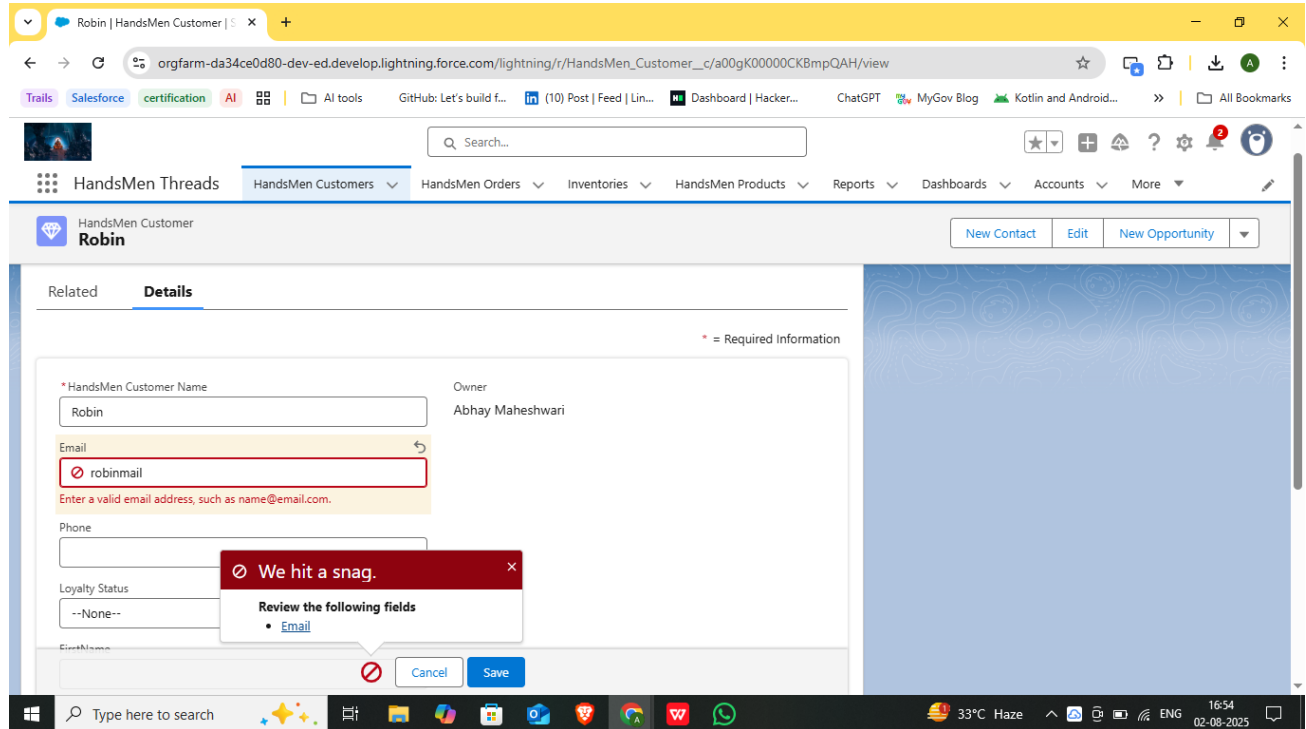 Robin | HandsMen Customer | S
orgfarm-da34ce0d80-dev-ed.develop.lightning.force.com/lightning/r/HandsMen_Customer__c/a00gK00000CKBmpQAH/view
A
Trails Salesforce certification AI AI tools GitHub: Let's build f... in (10) Post | Feed | Lin... Dashboard | Hacker... ChatGPT MyGov Blog Kotlin and Android... » All Bookmarks
Search...
2
HandsMen Threads HandsMen Customers HandsMen Orders Inventories HandsMen Products Reports Dashboards Accounts More
HandsMen Customer
Robin
New Contact Edit New Opportunity
Related Details
* = Required Information
*HandsMen Customer Name
Robin
Owner
Abhay Maheshwari
Email
robinmail
Enter a valid email address, such as name@email.com.
Phone
Loyalty Status
--None--
We hit a snag.
Review the following fields
• Email
FirstName
Cancel Save
Type here to search
33°C Haze
ENG
16:54
02-08-2025